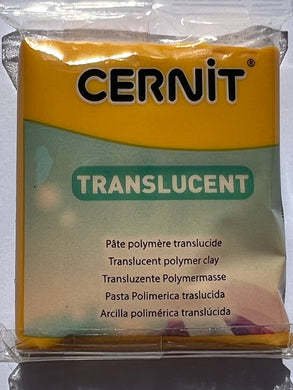 CERNiT®
TRANSLUCENT
Pâte polymère translucide
Translucent polymer clay
Transluzente Polymermasse
Pasta Polimerica traslucida
Arcilla polimérica translúcida